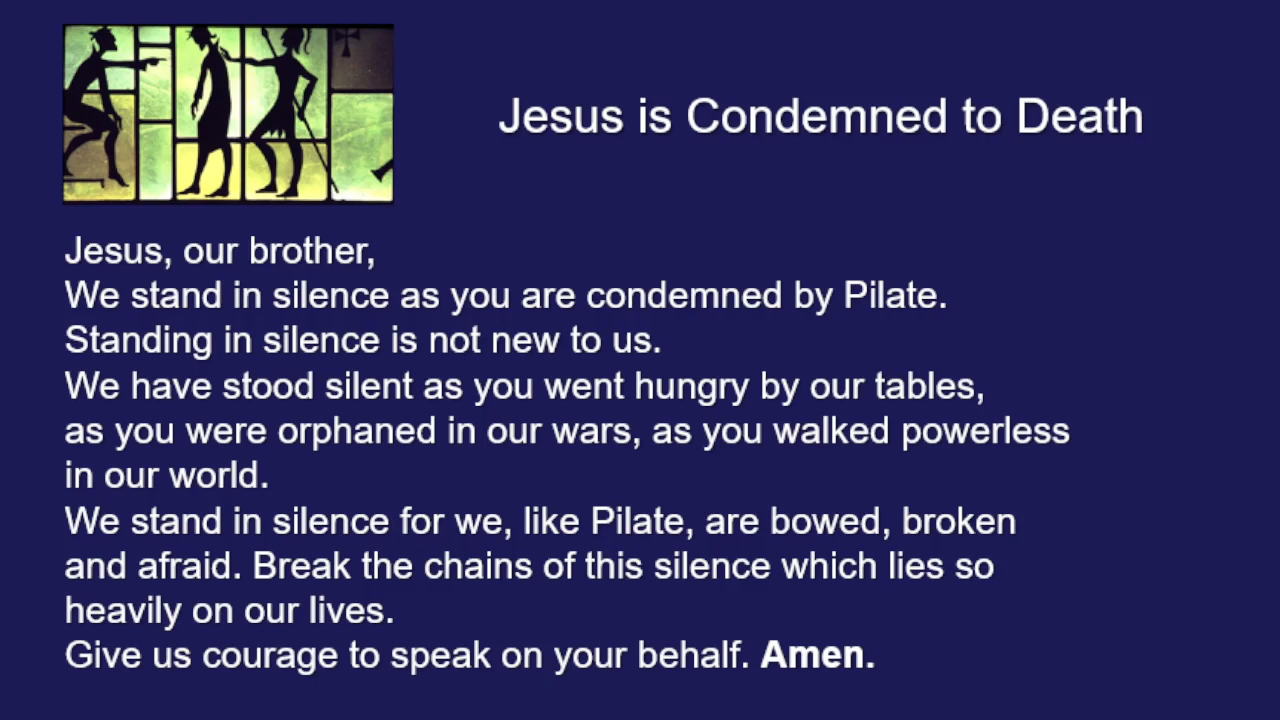 Jesus is Condemned to Death
Jesus, our brother,
We stand in silence as you are condemned by Pilate.
Standing in silence is not new to us.
We have stood silent as you went hungry by our tables,
as you were orphaned in our wars, as you walked powerless
in our world.
We stand in silence for we, like Pilate, are bowed, broken
and afraid. Break the chains of this silence which lies so
heavily on our lives.
Give us courage to speak on your behalf. Amen.